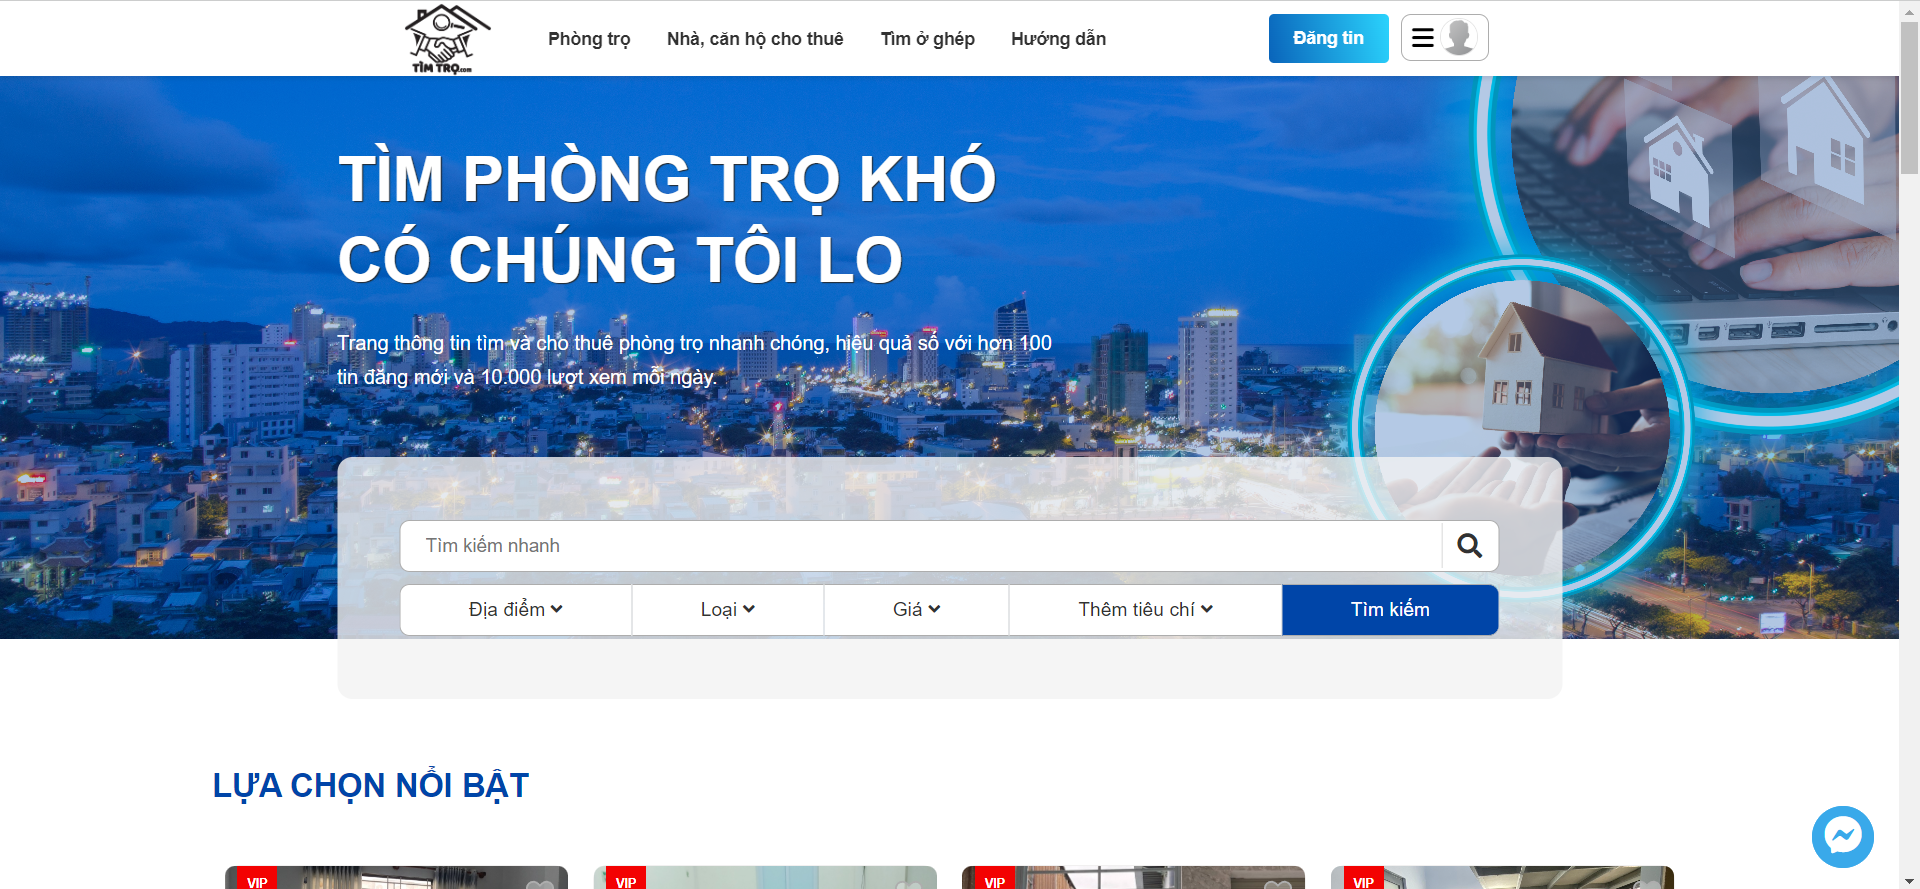 TÌM TRỌ.com
Phòng trọ
Nhà, căn hộ cho thuê
Tìm ở ghép
Hướng dẫn
Đăng tin
TÌM PHÒNG TRỌ KHÓ
CÓ CHÚNG TÔI LO
Trang thông tin tìm và cho thuê phòng trọ nhanh chóng, hiệu quả số với hơn 100
tin đăng mới và 10.000 lượt xem mỗi ngày.
Tìm kiếm nhanh
Địa điểm
Loại
Giá
Thêm tiêu chí
Tìm kiếm
LỰA CHỌN NỔI BẬT
VIP
VIP
VIP
VIP